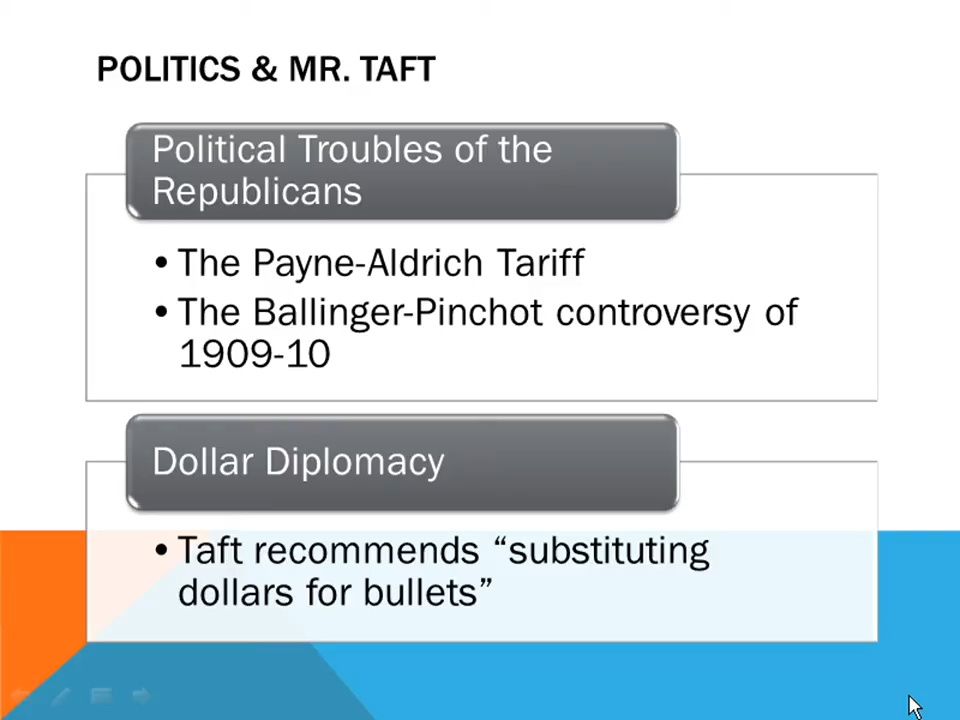 POLITICS & MR. TAFT
Political Troubles of the
Republicans
•The Payne-Aldrich Tariff
•The Ballinger-Pinchot controversy of
1909-10
Dollar Diplomacy
•Taft recommends “substituting
dollars for bullets”